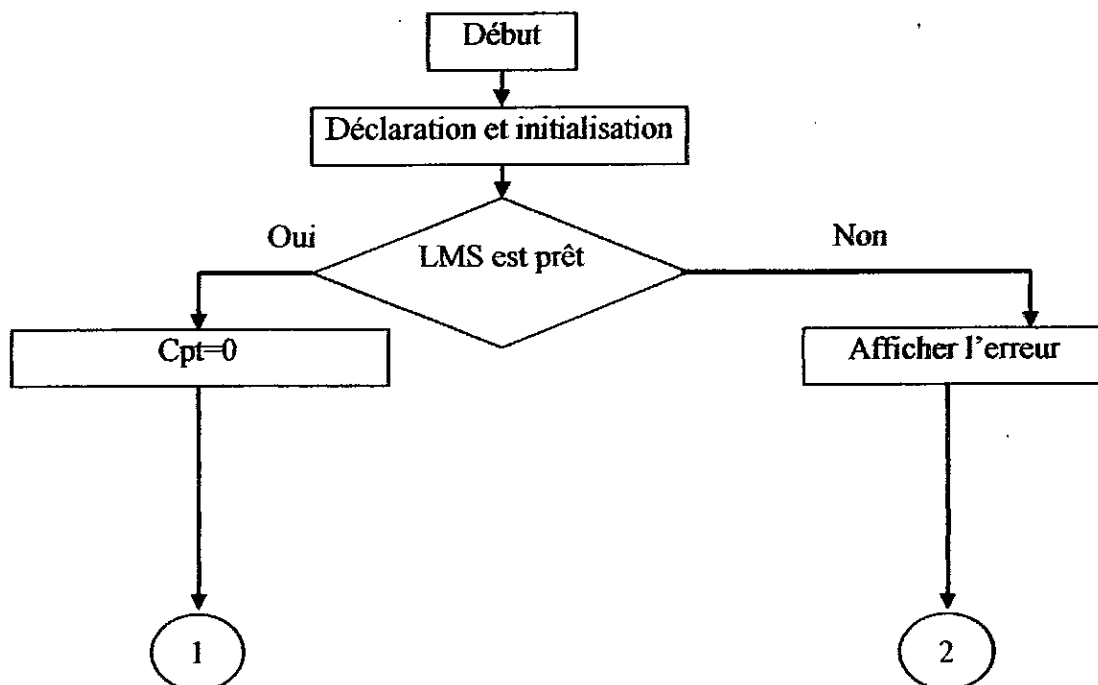 Début
Déclaration et initialisation
LMS est prêt
Oui
Non
Cpt=0
Afficher l'erreur
1
2